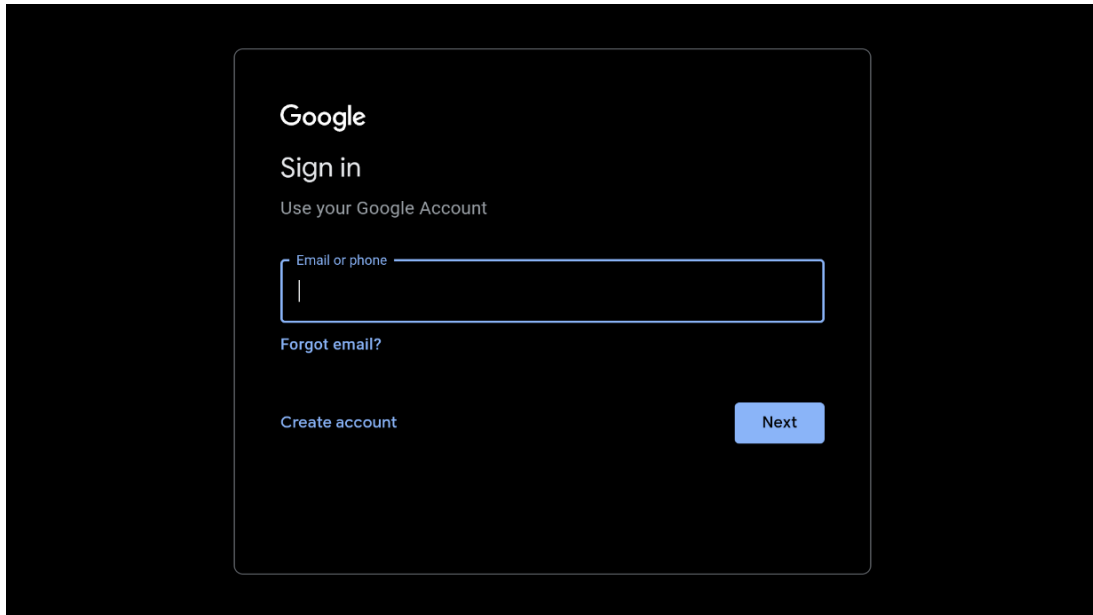 Google
Sign in
Use your Google Account
Email or phone
Forgot email?
Create account
Next